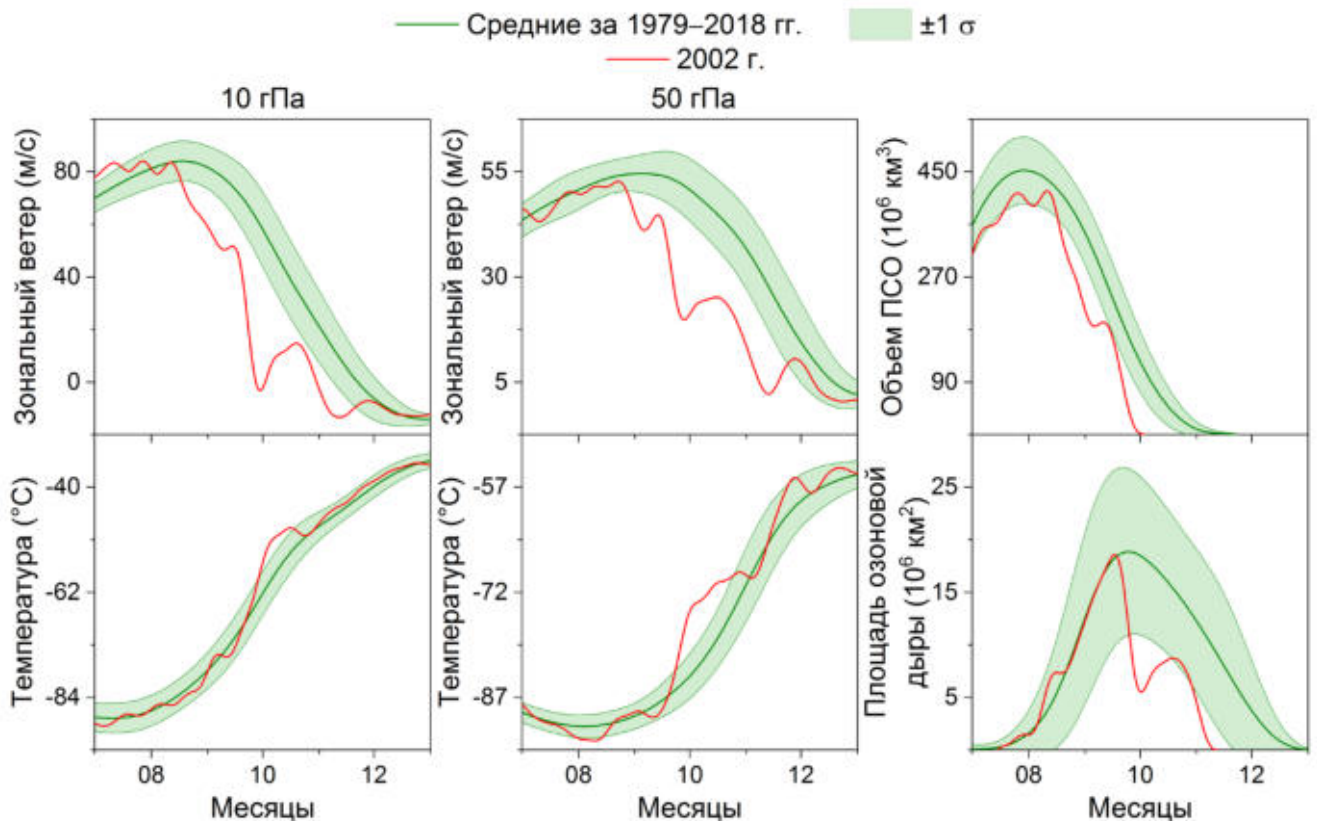 Средние за 1979–2018 гг.
±1 σ
2002 г.
10 гПа
50 гПа
Зональный ветер (м/с)
80
40
0
Зональный ветер (м/с)
55
30
5
Объем ПСО (10⁶ км³)
450
270
90
Температура (°C)
-40
-62
-84
08
10
12
Месяцы
Температура (°C)
-57
-72
-87
08
10
12
Месяцы
Площадь озоновой
дыры (10⁶ км²)
25
15
5
08
10
12
Месяцы